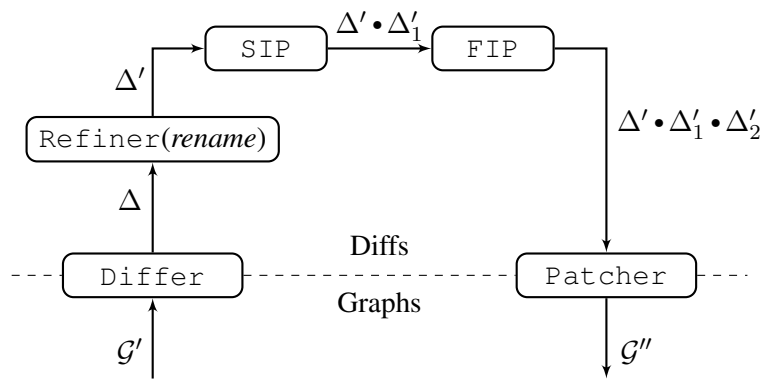 Δ′ • Δ′₁
SIP
FIP
Δ′
Refiner(rename)
Δ′ • Δ′₁ • Δ′₂
Δ
Diffs
Differ
Patcher
Graphs
𝒢′
𝒢″